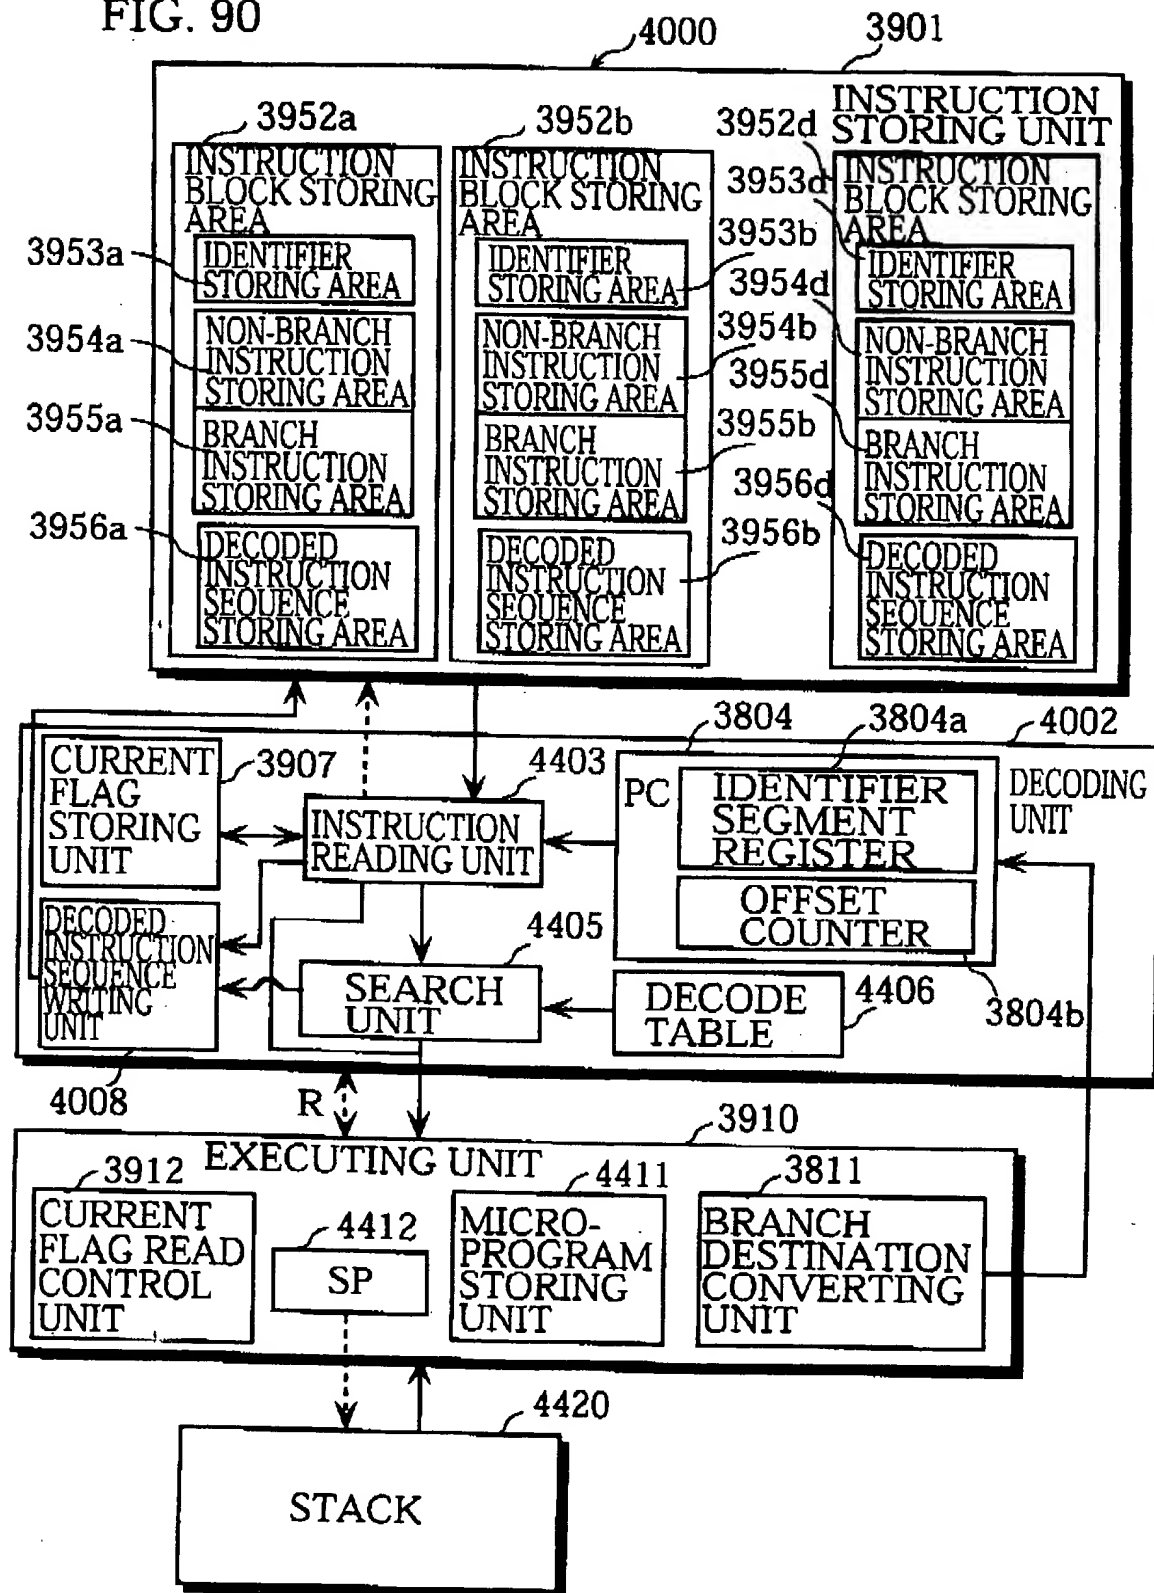 FIG. 90
4000
3901
INSTRUCTION
STORING UNIT
3952a
INSTRUCTION
BLOCK STORING
AREA
3953a
IDENTIFIER
STORING AREA
3954a
NON-BRANCH
INSTRUCTION
STORING AREA
3955a
BRANCH
INSTRUCTION
STORING AREA
3956a
DECODED
INSTRUCTION
SEQUENCE
STORING AREA
3952b
INSTRUCTION
BLOCK STORING
AREA
3953b
IDENTIFIER
STORING AREA
3954b
NON-BRANCH
INSTRUCTION
STORING AREA
3955b
BRANCH
INSTRUCTION
STORING AREA
3956b
DECODED
INSTRUCTION
SEQUENCE
STORING AREA
3952d
INSTRUCTION
BLOCK STORING
AREA
3953d
IDENTIFIER
STORING AREA
3954d
NON-BRANCH
INSTRUCTION
STORING AREA
3955d
BRANCH
INSTRUCTION
STORING AREA
3956d
DECODED
INSTRUCTION
SEQUENCE
STORING AREA
4002
DECODING
UNIT
CURRENT
FLAG
STORING
UNIT
3907
4403
INSTRUCTION
READING UNIT
3804
PC
3804a
IDENTIFIER
SEGMENT
REGISTER
OFFSET
COUNTER
3804b
DECODED
INSTRUCTION
SEQUENCE
WRITING
UNIT
4008
4405
SEARCH
UNIT
DECODE
TABLE
4406
R
3910
EXECUTING UNIT
3912
CURRENT
FLAG READ
CONTROL
UNIT
4412
SP
4411
MICRO-
PROGRAM
STORING
UNIT
3811
BRANCH
DESTINATION
CONVERTING
UNIT
4420
STACK